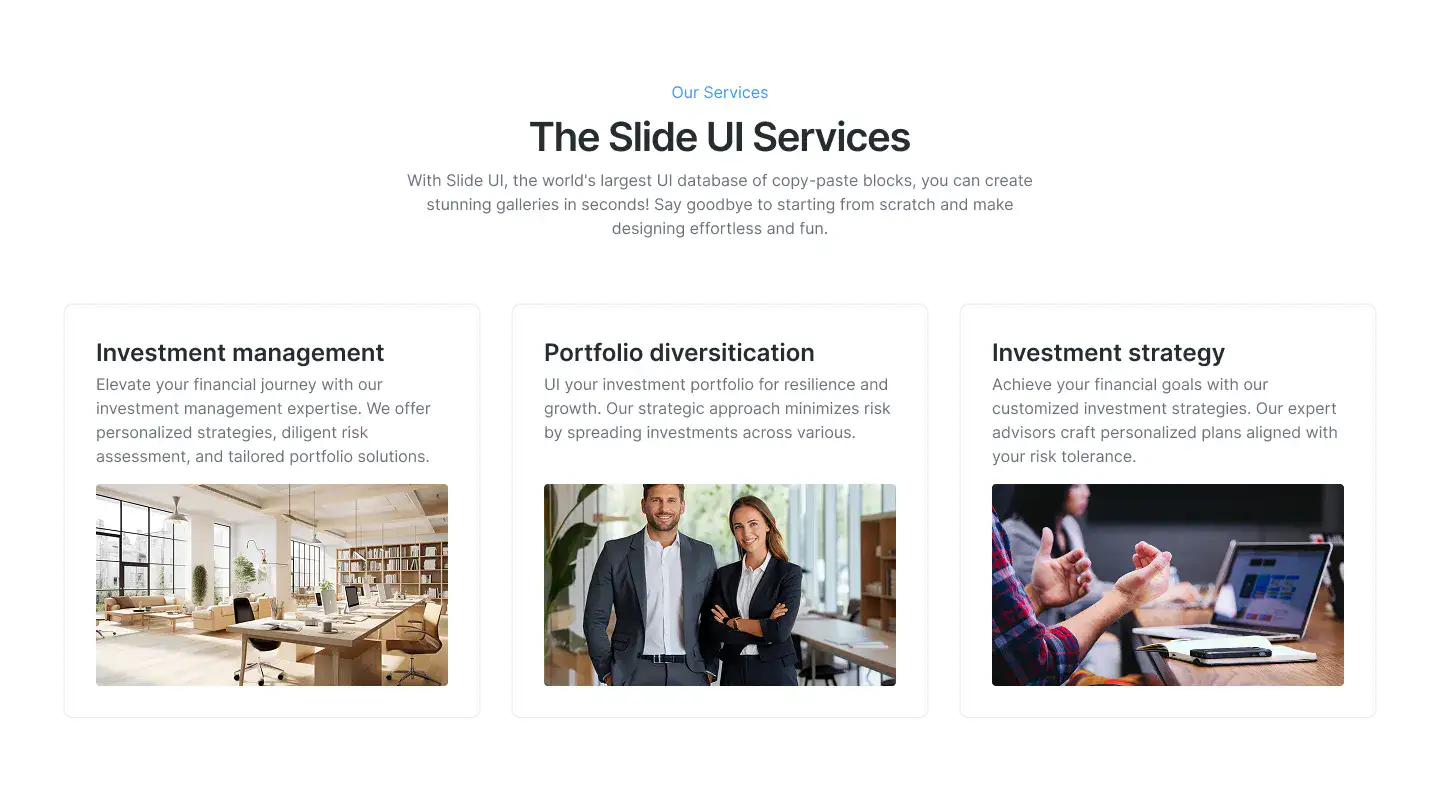 Our Services
The Slide UI Services
With Slide UI, the world's largest UI database of copy-paste blocks, you can create
stunning galleries in seconds! Say goodbye to starting from scratch and make
designing effortless and fun.
Investment management
Elevate your financial journey with our
investment management expertise. We offer
personalized strategies, diligent risk
assessment, and tailored portfolio solutions.
Portfolio diversitication
UI your investment portfolio for resilience and
growth. Our strategic approach minimizes risk
by spreading investments across various.
Investment strategy
Achieve your financial goals with our
customized investment strategies. Our expert
advisors craft personalized plans aligned with
your risk tolerance.